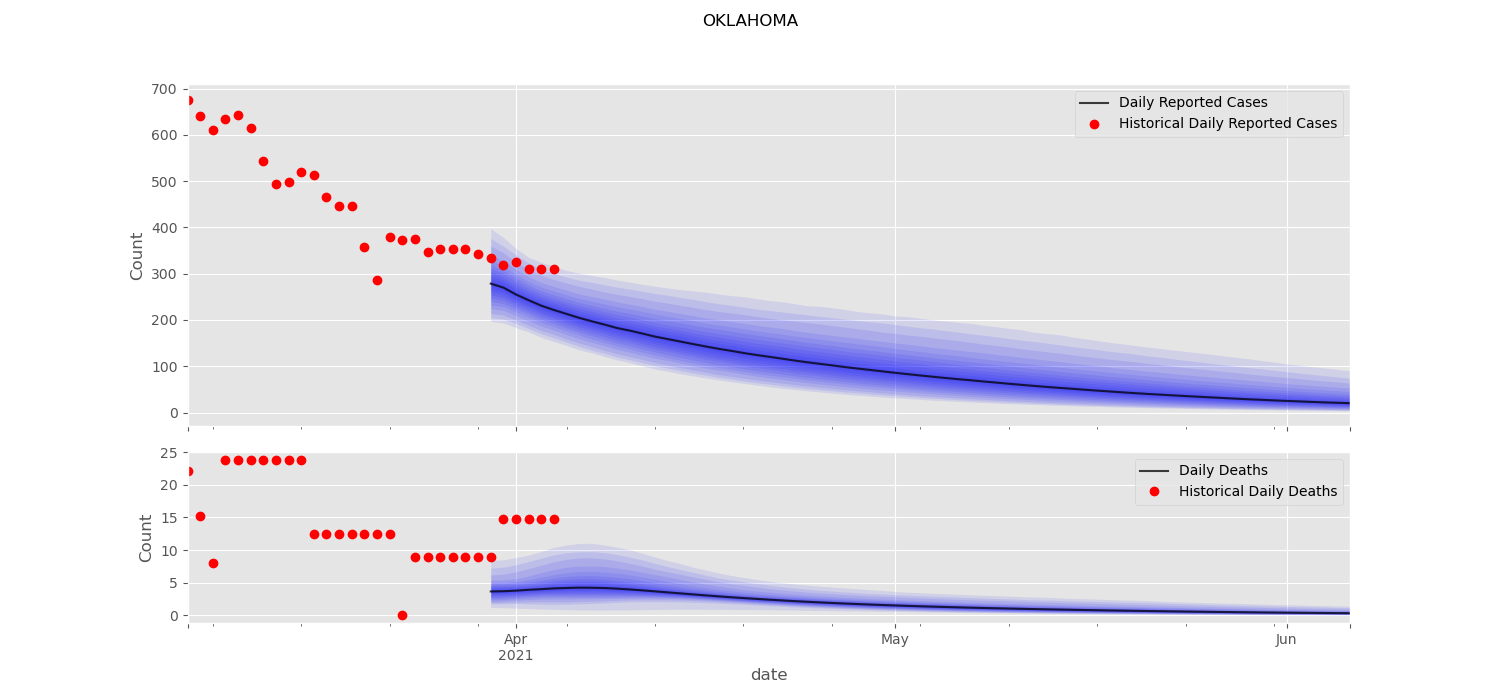 OKLAHOMA
700
600
500
400
300
200
100
0
Count
Daily Reported Cases
Historical Daily Reported Cases
25
20
15
10
5
0
Count
Daily Deaths
Historical Daily Deaths
Apr
2021
May
Jun
date